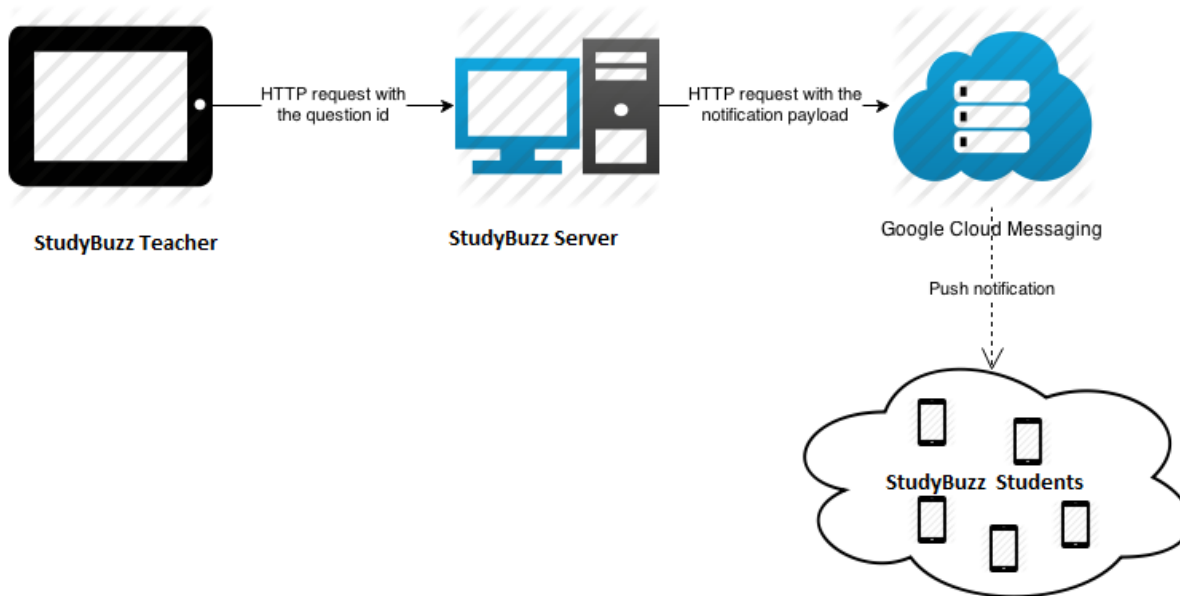 HTTP request with
the question id
HTTP request with the
notification payload
StudyBuzz Teacher
StudyBuzz Server
Google Cloud Messaging
Push notification
StudyBuzz Students